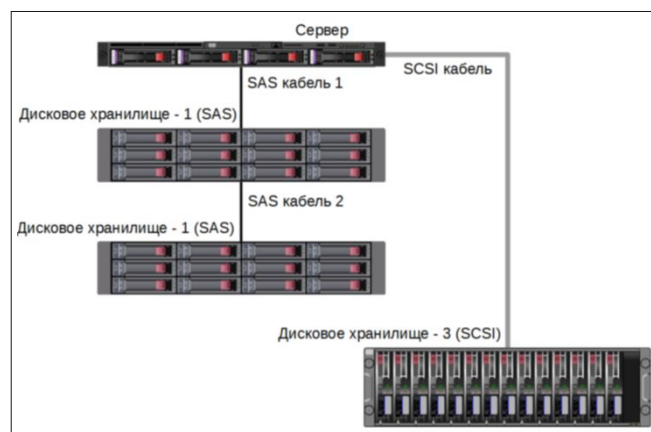 Сервер
SCSI кабель
SAS кабель 1
Дисковое хранилище - 1 (SAS)
SAS кабель 2
Дисковое хранилище - 1 (SAS)
Дисковое хранилище - 3 (SCSI)